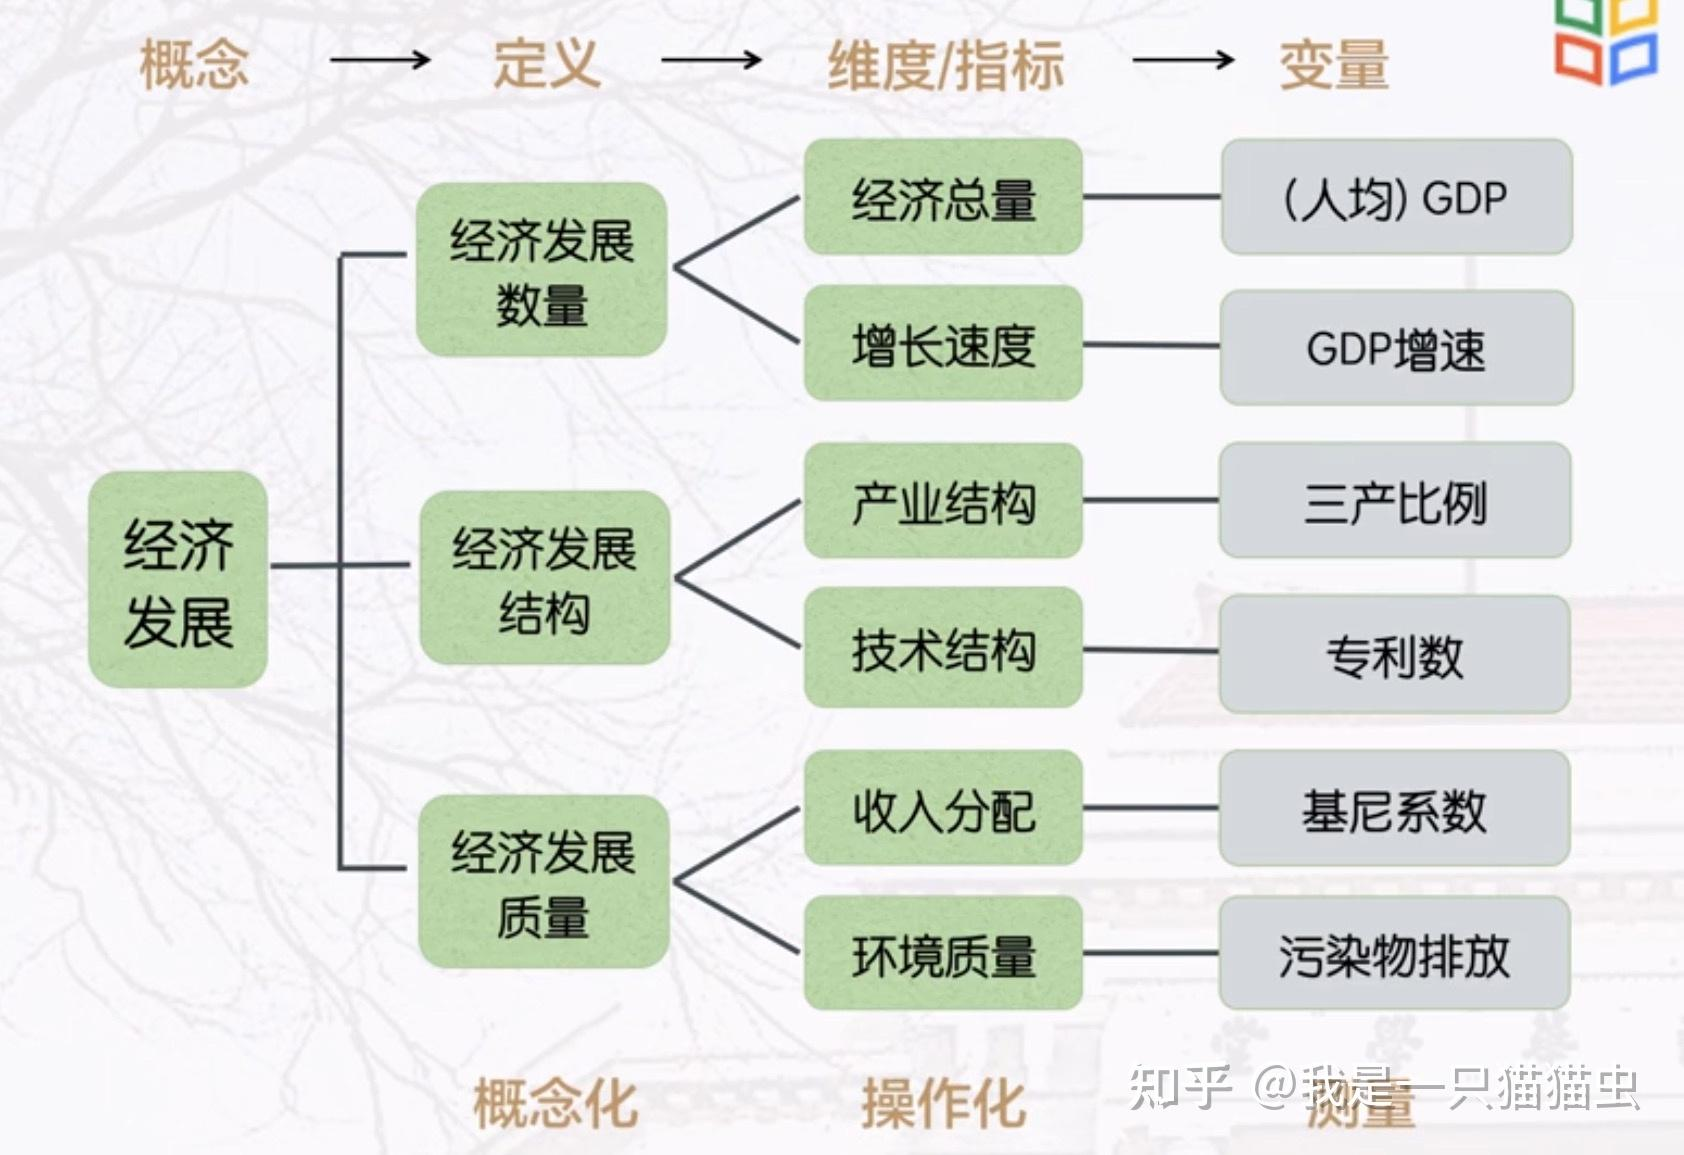 概念 → 定义 → 维度/指标 → 变量
经济
发展
经济发展
数量
经济总量
(人均) GDP
增长速度
GDP增速
经济发展
结构
产业结构
三产比例
技术结构
专利数
经济发展
质量
收入分配
基尼系数
环境质量
污染物排放
概念化
操作化
测量
知乎 @我是一只猫猫虫